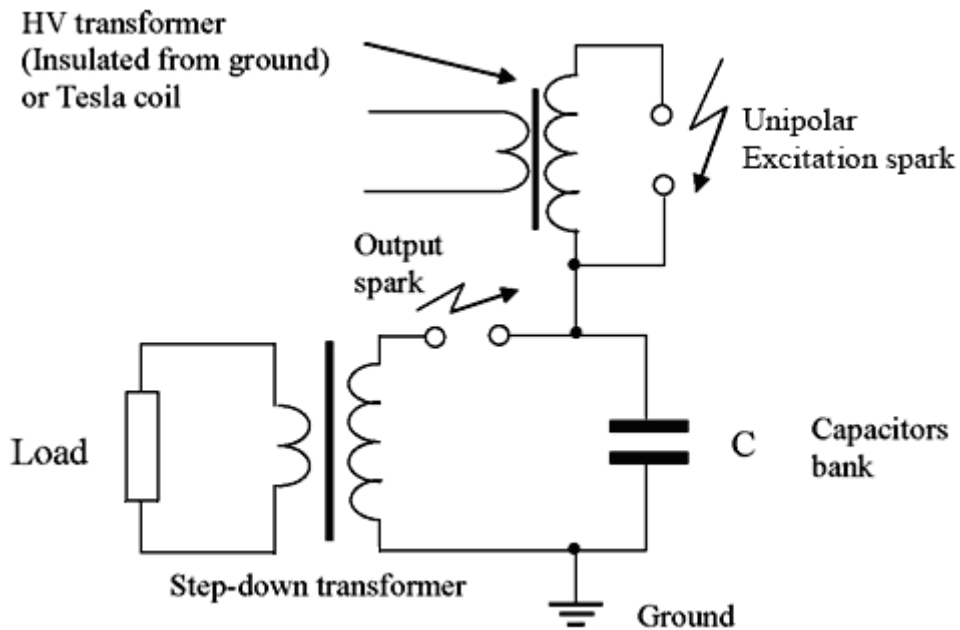 HV transformer
(Insulated from ground)
or Tesla coil
Unipolar
Excitation spark
Output
spark
Load
C
Capacitors
bank
Step-down transformer
Ground